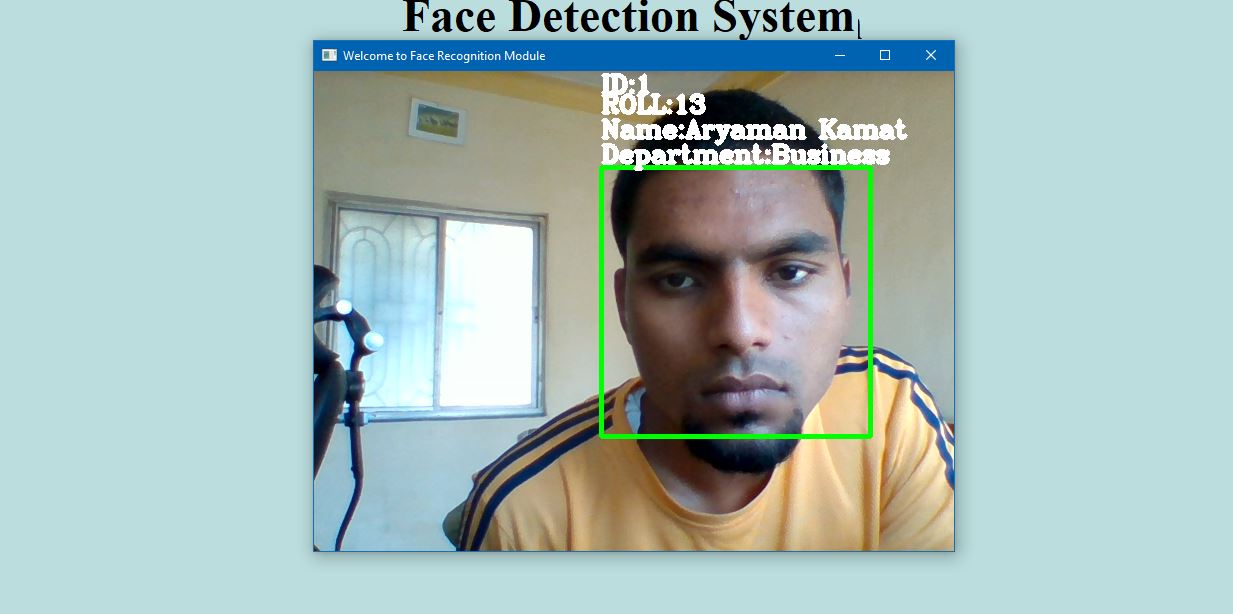 Face Detection System
Welcome to Face Recognition Module
ID:1
ROLL:13
Name:Aryaman Kamat
Department:Business